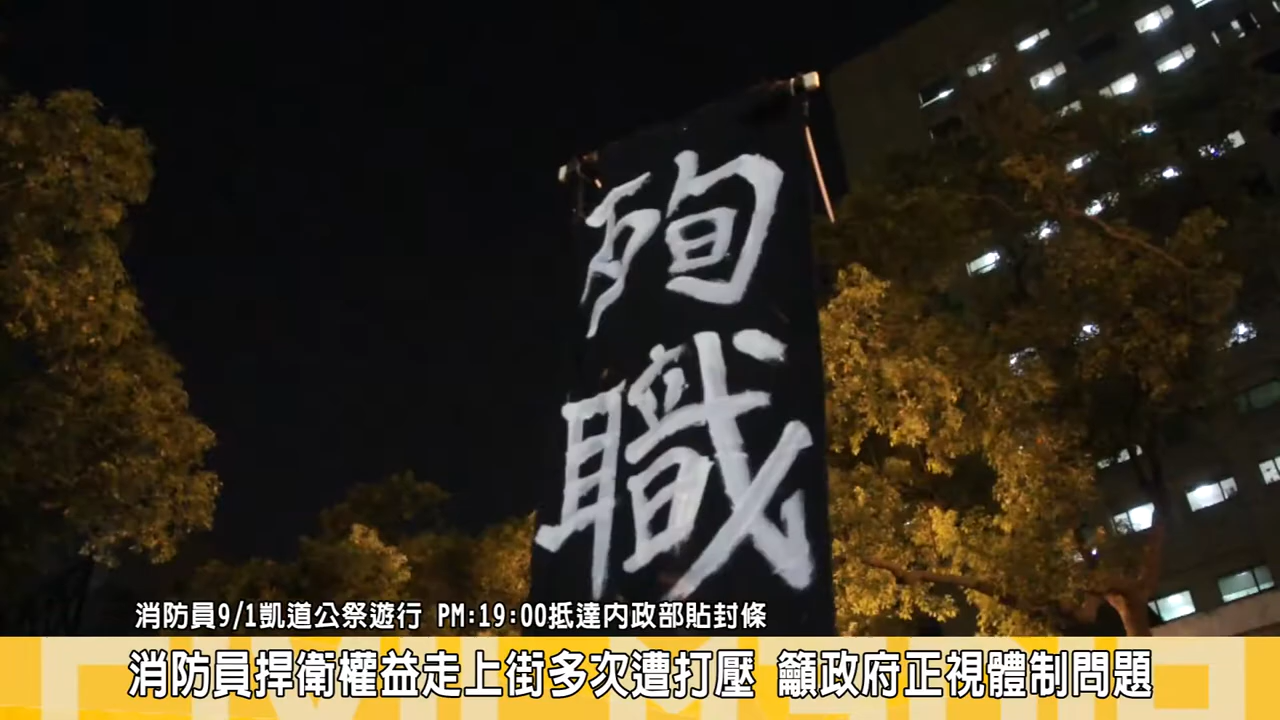 殉
職
消防員9/1凱道公祭遊行 PM:19:00抵達内政部貼封條
消防員捍衛權益走上街多次遭打壓 籲政府正視體制問題